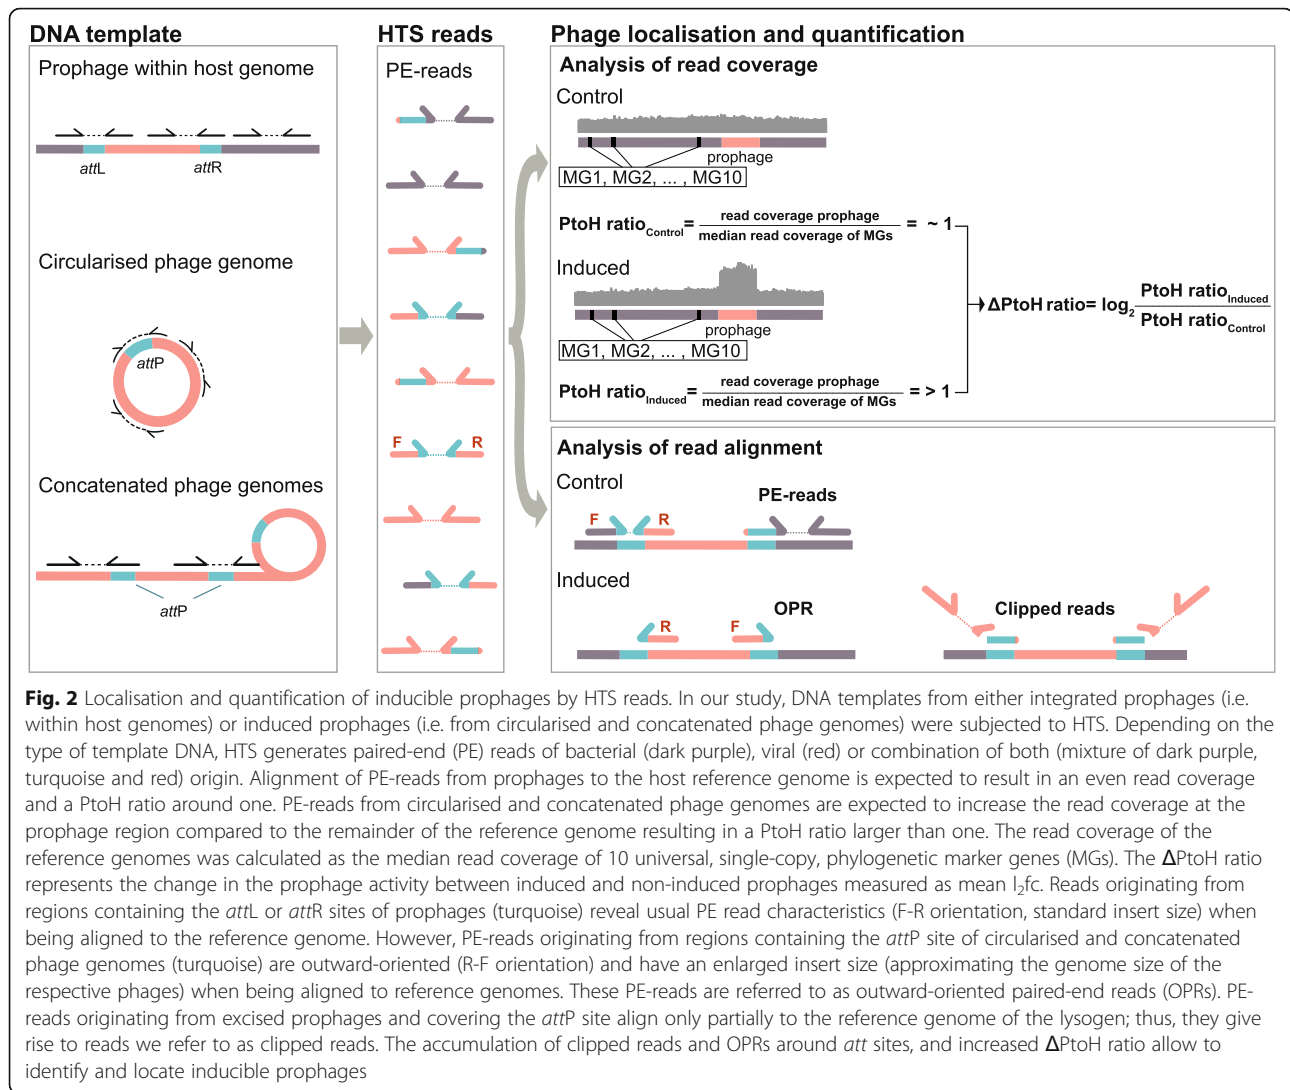 DNA template
Prophage within host genome
attL
attR
Circularised phage genome
attP
Concatenated phage genomes
attP
HTS reads
PE-reads
F R
Phage localisation and quantification
Analysis of read coverage
Control
prophage
MG1, MG2, ... , MG10
PtoH ratioControl= read coverage prophage / median read coverage of MGs = ~ 1
Induced
prophage
MG1, MG2, ... , MG10
PtoH ratioInduced= read coverage prophage / median read coverage of MGs = > 1
ΔPtoH ratio= log2 PtoH ratioInduced / PtoH ratioControl
Analysis of read alignment
Control
PE-reads
F R
Induced
OPR
R F
Clipped reads
Fig. 2 Localisation and quantification of inducible prophages by HTS reads. In our study, DNA templates from either integrated prophages (i.e.
within host genomes) or induced prophages (i.e. from circularised and concatenated phage genomes) were subjected to HTS. Depending on the
type of template DNA, HTS generates paired-end (PE) reads of bacterial (dark purple), viral (red) or combination of both (mixture of dark purple,
turquoise and red) origin. Alignment of PE-reads from prophages to the host reference genome is expected to result in an even read coverage
and a PtoH ratio around one. PE-reads from circularised and concatenated phage genomes are expected to increase the read coverage at the
prophage region compared to the remainder of the reference genome resulting in a PtoH ratio larger than one. The read coverage of the
reference genomes was calculated as the median read coverage of 10 universal, single-copy, phylogenetic marker genes (MGs). The ΔPtoH ratio
represents the change in the prophage activity between induced and non-induced prophages measured as mean l2fc. Reads originating from
regions containing the attL or attR sites of prophages (turquoise) reveal usual PE read characteristics (F-R orientation, standard insert size) when
being aligned to the reference genome. However, PE-reads originating from regions containing the attP site of circularised and concatenated
phage genomes (turquoise) are outward-oriented (R-F orientation) and have an enlarged insert size (approximating the genome size of the
respective phages) when being aligned to reference genomes. These PE-reads are referred to as outward-oriented paired-end reads (OPRs). PE-
reads originating from excised prophages and covering the attP site align only partially to the reference genome of the lysogen; thus, they give
rise to reads we refer to as clipped reads. The accumulation of clipped reads and OPRs around att sites, and increased ΔPtoH ratio allow to
identify and locate inducible prophages